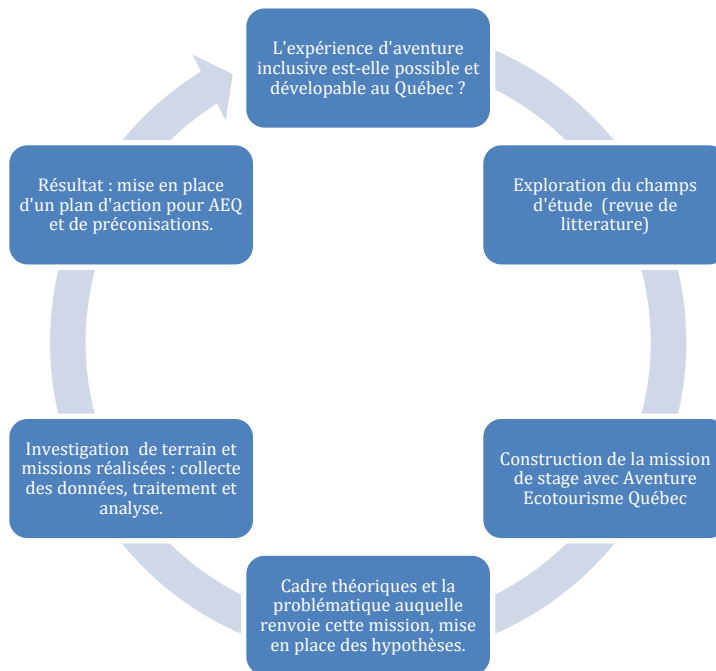 L'expérience d'aventure
inclusive est-elle possible et
dévelopable au Québec ?
Exploration du champs
d'étude (revue de
litterature)
Construction de la mission
de stage avec Aventure
Ecotourisme Québec
Cadre théoriques et la
problématique auquelle
renvoie cette mission, mise
en place des hypothèses.
Investigation de terrain et
missions réalisées : collecte
des données, traitement et
analyse.
Résultat : mise en place
d'un plan d'action pour AEQ
et de préconisations.